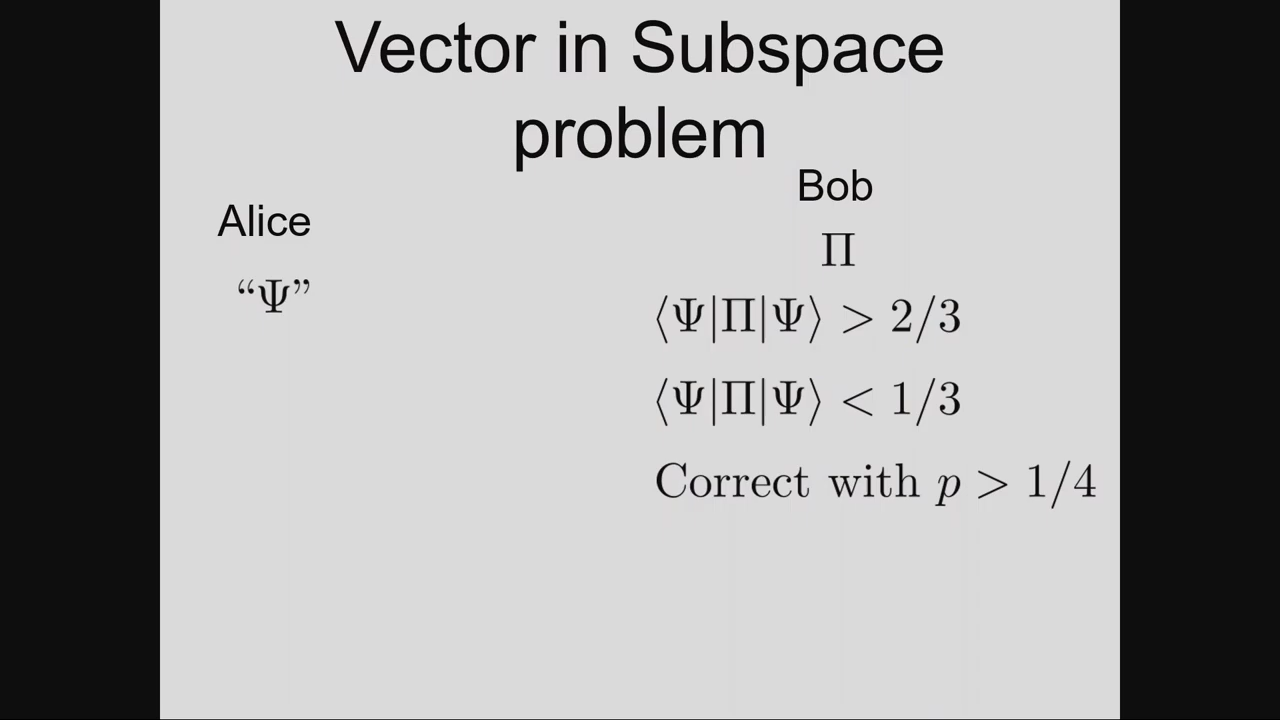 Vector in Subspace
problem
Bob
Alice
Π
“Ψ”
⟨Ψ|Π|Ψ⟩ > 2/3
⟨Ψ|Π|Ψ⟩ < 1/3
Correct with p > 1/4